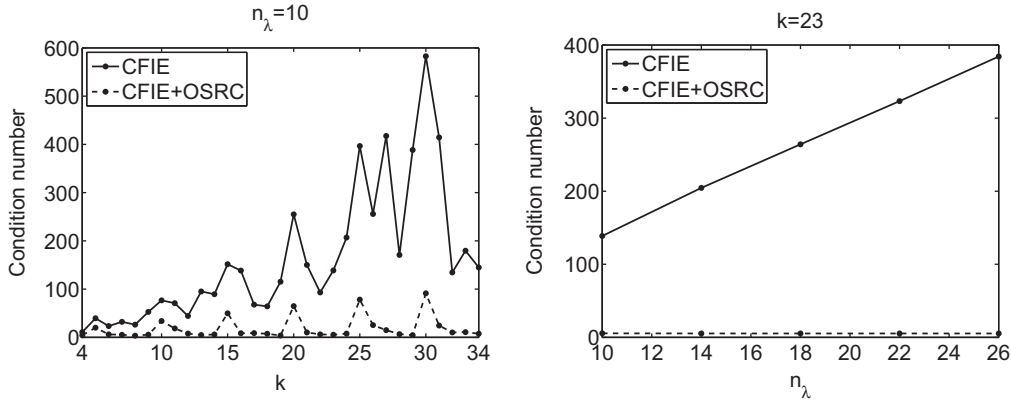 n_λ=10
600
500
400
300
200
100
0
Condition number
CFIE
CFIE+OSRC
4 10 15 20 25 30 34
k
k=23
400
300
200
100
0
Condition number
CFIE
CFIE+OSRC
10 12 14 16 18 20 22 24 26
n_λ